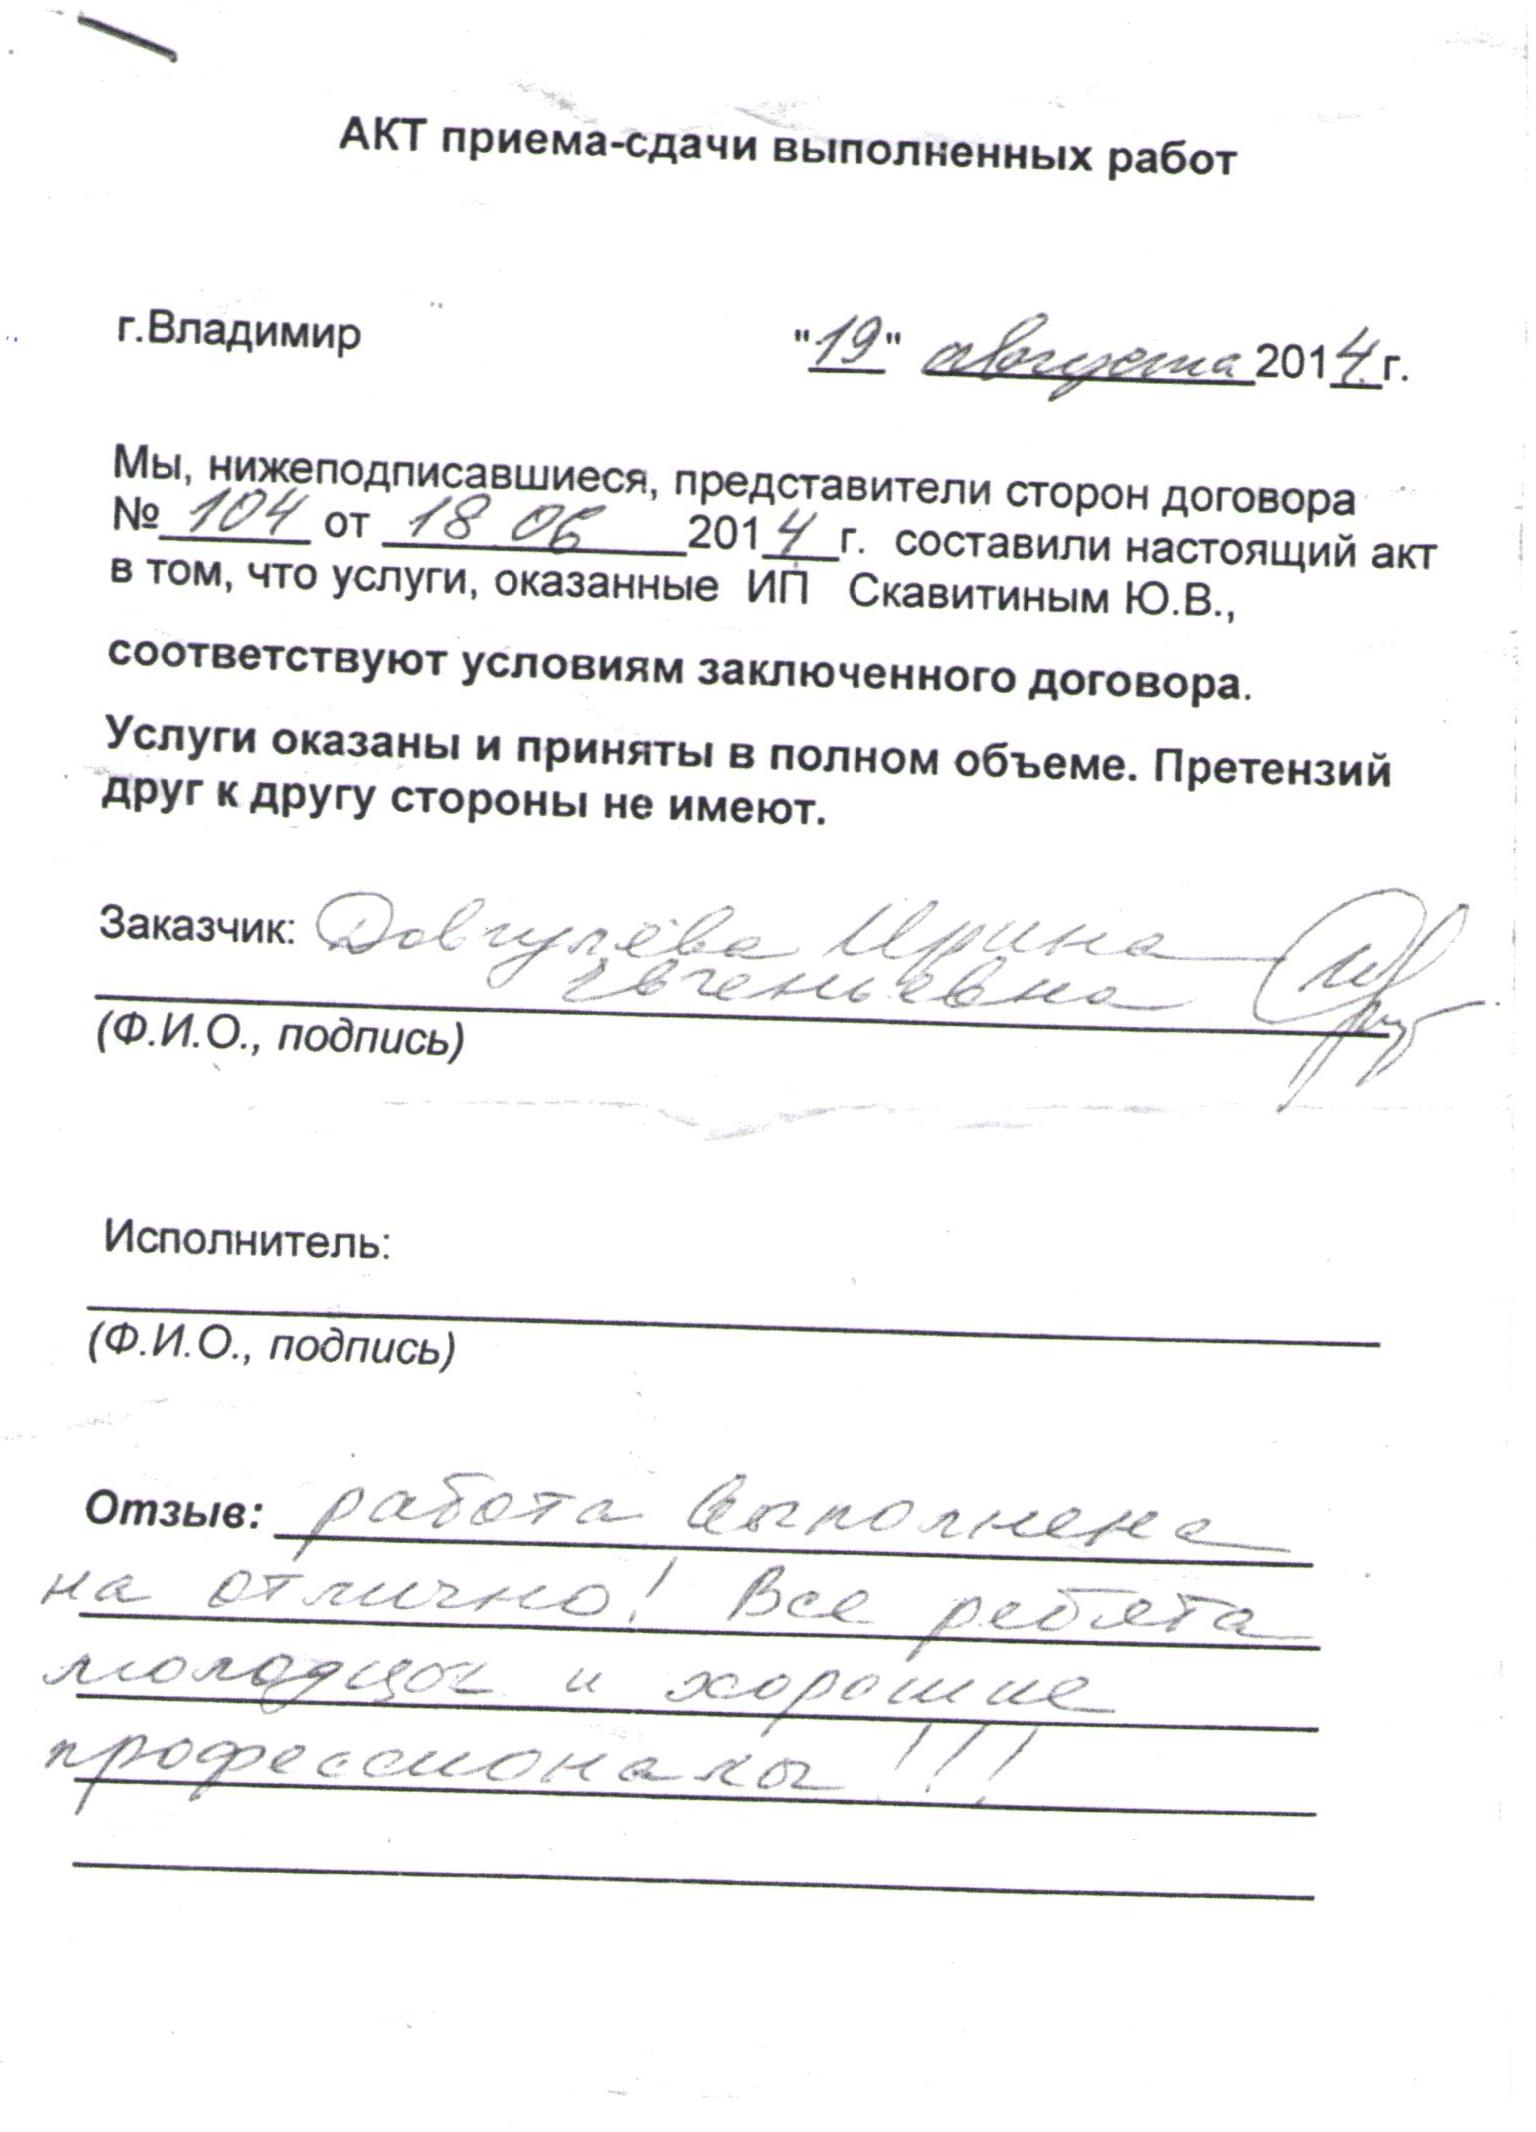 АКТ приема-сдачи выполненных работ
г.Владимир "19" августа 2014 г.
Мы, нижеподписавшиеся, представители сторон договора
№ 104 от 18 06 2014 г. составили настоящий акт
в том, что услуги, оказанные ИП Скавитиным Ю.В.,
соответствуют условиям заключенного договора.
Услуги оказаны и приняты в полном объеме. Претензий
друг к другу стороны не имеют.
Заказчик: Довгулёва Ирина
Евгеньевна
(Ф.И.О., подпись)
Исполнитель:
(Ф.И.О., подпись)
Отзыв: работа выполнена
на отлично! Все ребята
молодцы и хорошие
профессионалы !!!